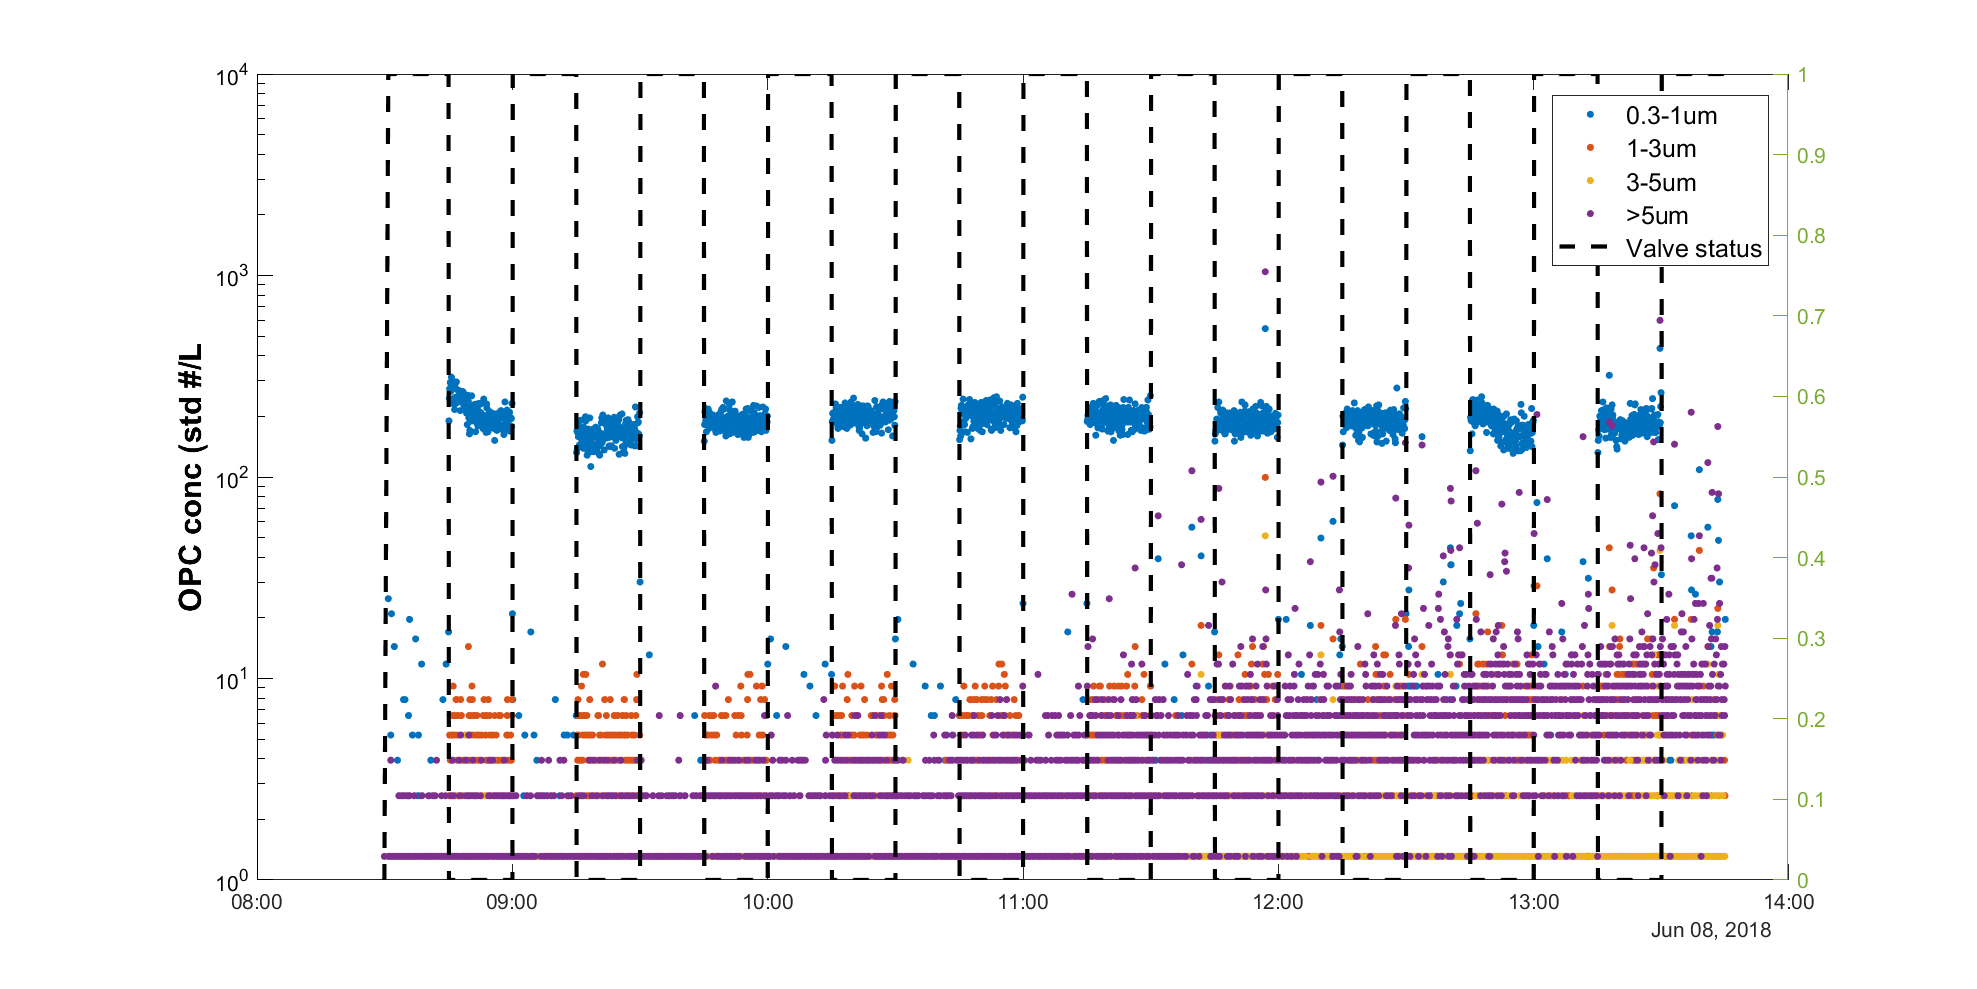 10^4
10^3
10^2
10^1
10^0
OPC conc (std #/L
1
0.9
0.8
0.7
0.6
0.5
0.4
0.3
0.2
0.1
0
0.3-1um
1-3um
3-5um
>5um
Valve status
08:00 09:00 10:00 11:00 12:00 13:00 14:00
Jun 08, 2018